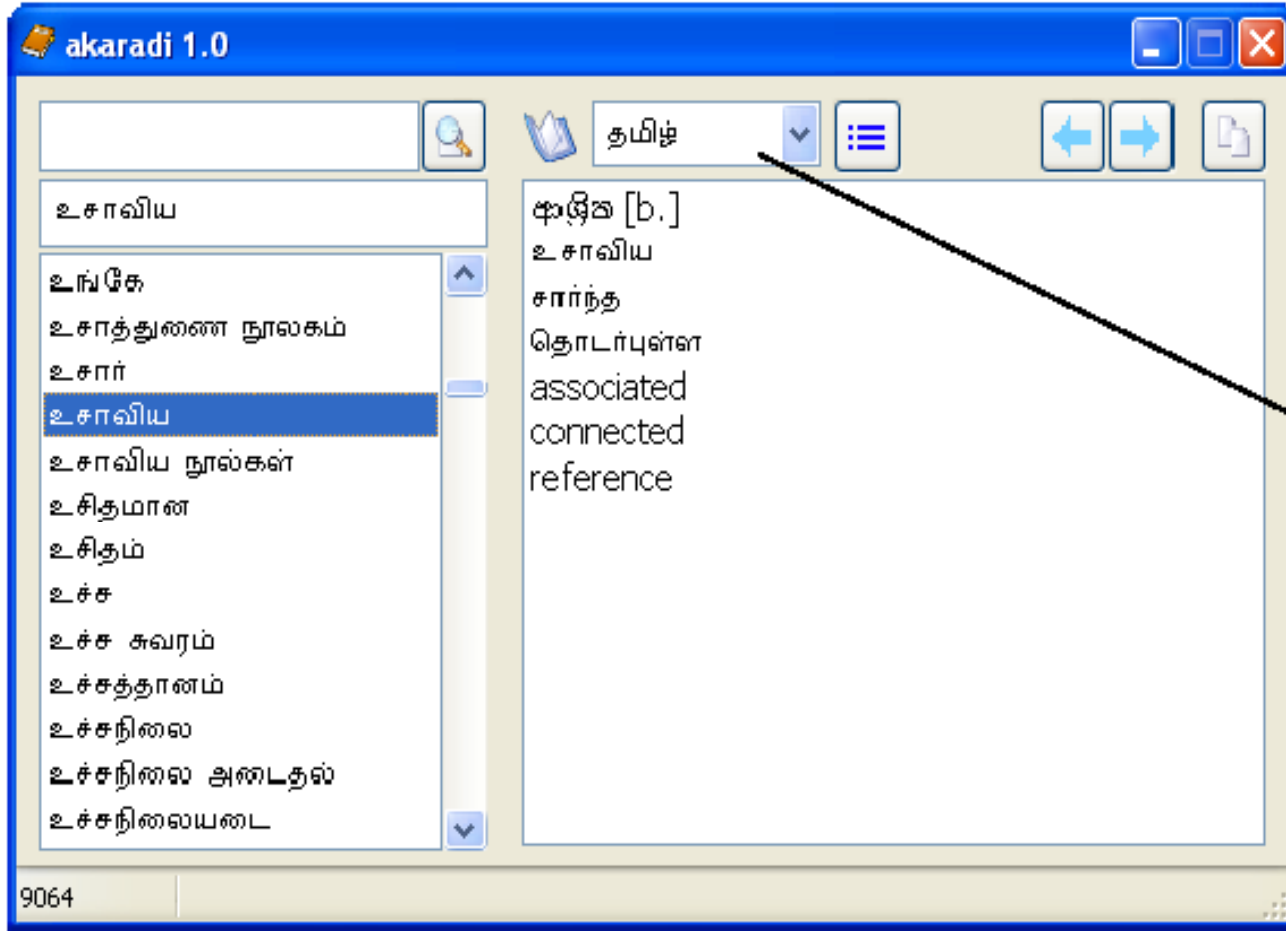 akaradi 1.0
தமிழ்
உசாவிய
உங்கே
உசாத்துணை நூலகம்
உசார்
உசாவிய
உசாவிய நூல்கள்
உசிதமான
உசிதம்
உச்ச
உச்ச சுவரம்
உச்சத்தானம்
உச்சநிலை
உச்சநிலை அடைதல்
உச்சநிலையடை
ආශ්‍රිත [b.]
உசாவிய
சார்ந்த
தொடர்புள்ள
associated
connected
reference
9064